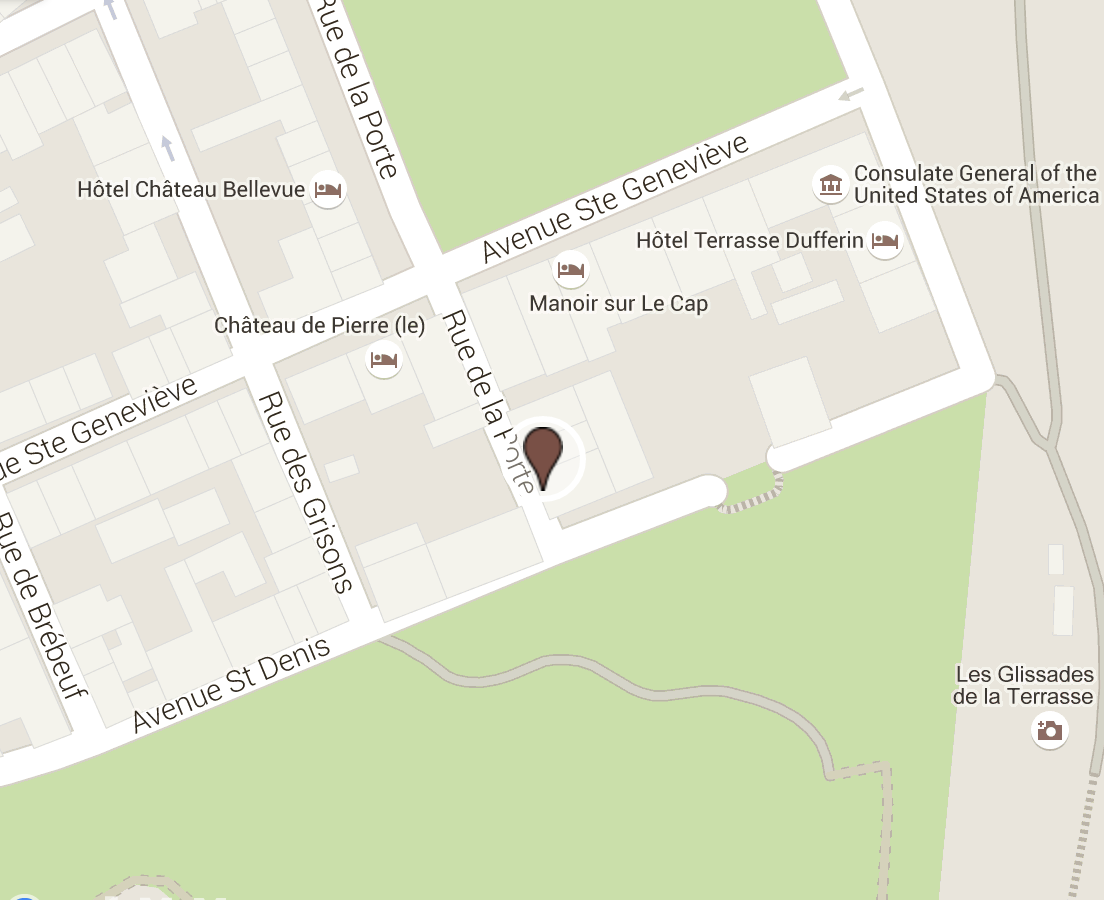 Rue de la Porte
Avenue Ste Geneviève
Consulate General of the
United States of America
Hôtel Château Bellevue
Hôtel Terrasse Dufferin
Manoir sur Le Cap
Château de Pierre (le)
Rue de la Porte
Ste Geneviève
Rue des Grisons
Rue de Brébeuf
Avenue St Denis
Les Glissades
de la Terrasse